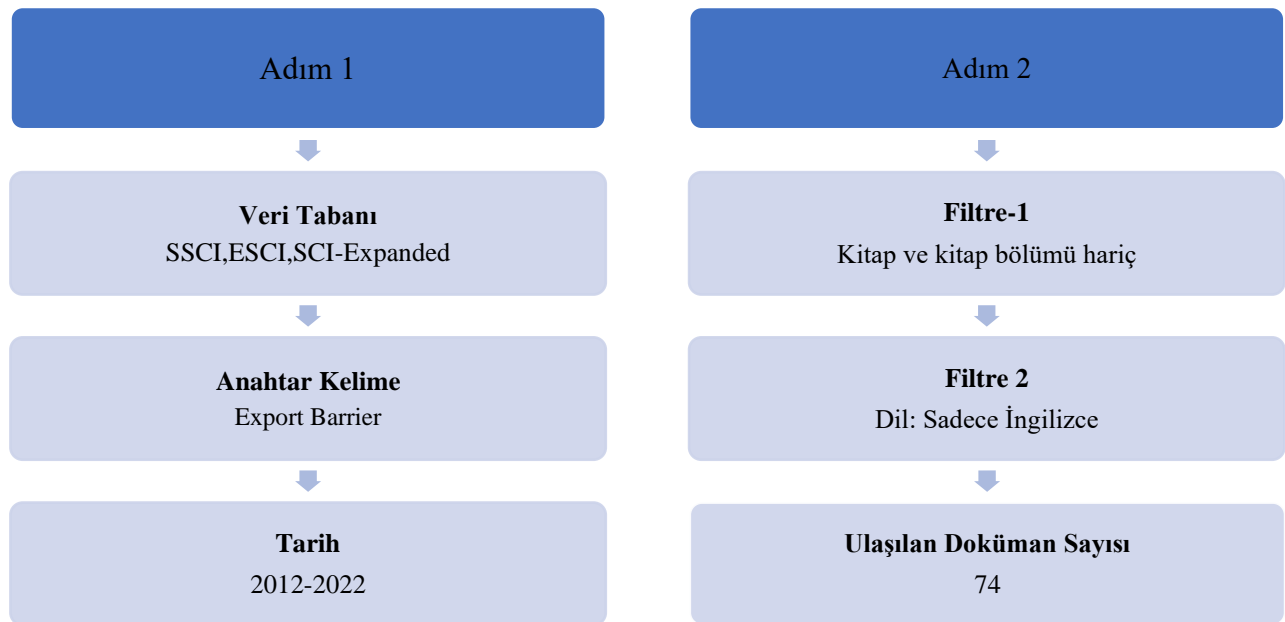 Adım 1
Veri Tabanı
SSCI,ESCI,SCI-Expanded
Anahtar Kelime
Export Barrier
Tarih
2012-2022
Adım 2
Filtre-1
Kitap ve kitap bölümü hariç
Filtre 2
Dil: Sadece İngilizce
Ulaşılan Doküman Sayısı
74